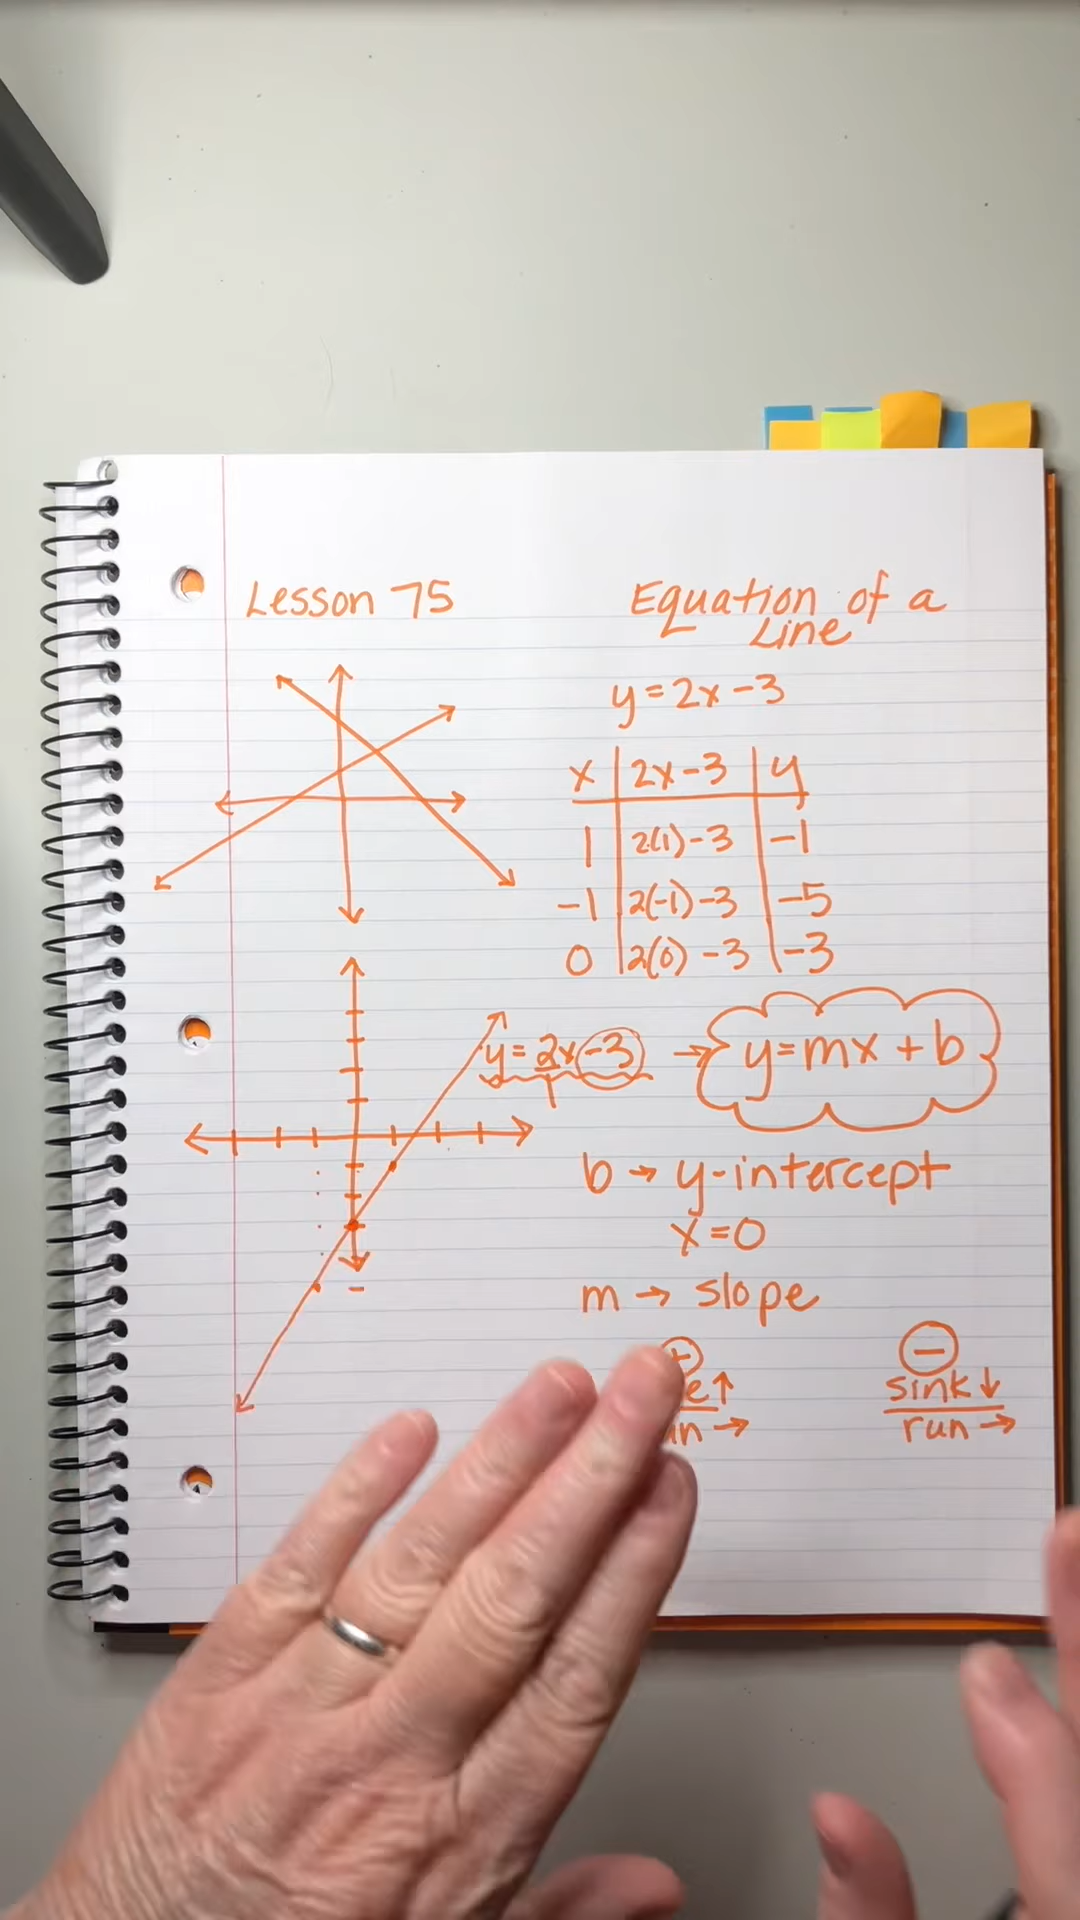 Lesson 75
Equation of a
Line
y = 2x - 3
x | 2x - 3 | y
1 | 2(1) - 3 | -1
-1 | 2(-1) - 3 | -5
0 | 2(0) - 3 | -3
y = 2x - 3 → y = mx + b
1
b → y-intercept
x = 0
m → slope
+
↑
→
−
sink ↓
run →